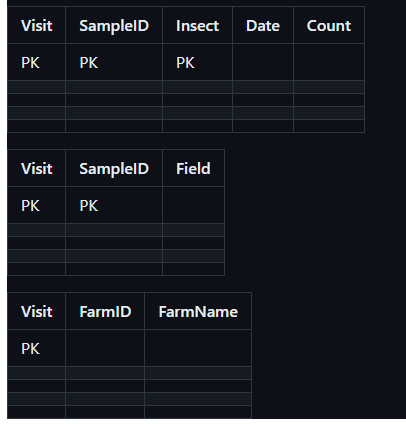 Visit SampleID Insect Date Count
PK PK PK
Visit SampleID Field
PK PK
Visit FarmID FarmName
PK